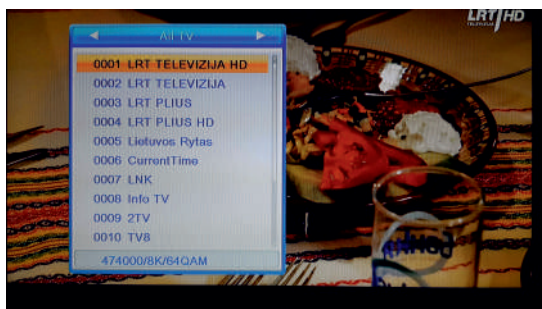 All TV
LRT HD
TELEVIZIJA
0001 LRT TELEVIZIJA HD
0002 LRT TELEVIZIJA
0003 LRT PLIUS
0004 LRT PLIUS HD
0005 Lietuvos Rytas
0006 CurrentTime
0007 LNK
0008 Info TV
0009 2TV
0010 TV8
474000/8K/64QAM